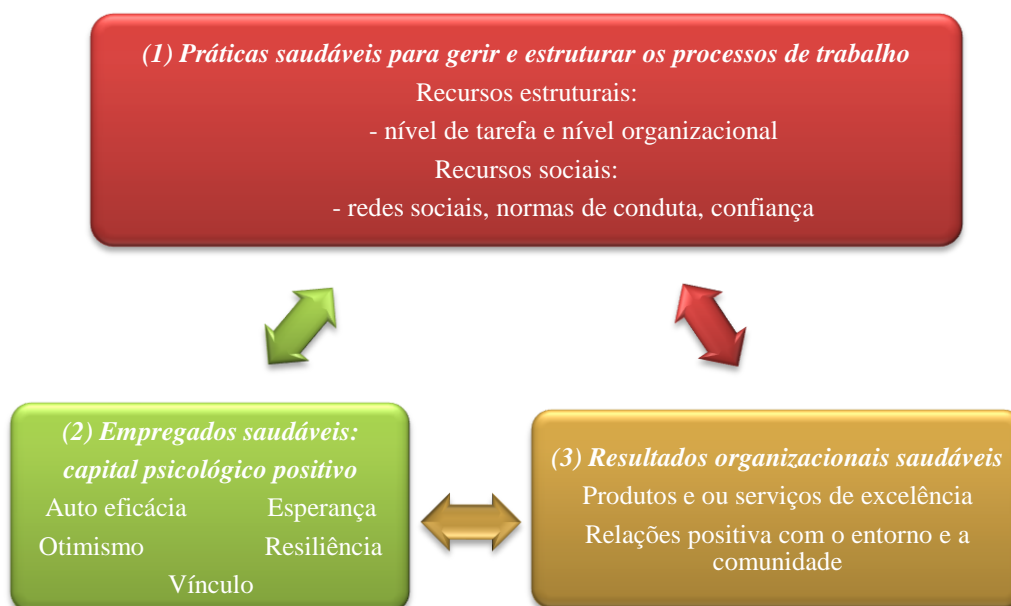 (1) Práticas saudáveis para gerir e estruturar os processos de trabalho
Recursos estruturais:
- nível de tarefa e nível organizacional
Recursos sociais:
- redes sociais, normas de conduta, confiança
(2) Empregados saudáveis:
capital psicológico positivo
Auto eficácia Esperança
Otimismo Resiliência
Vínculo
(3) Resultados organizacionais saudáveis
Produtos e ou serviços de excelência
Relações positiva com o entorno e a
comunidade